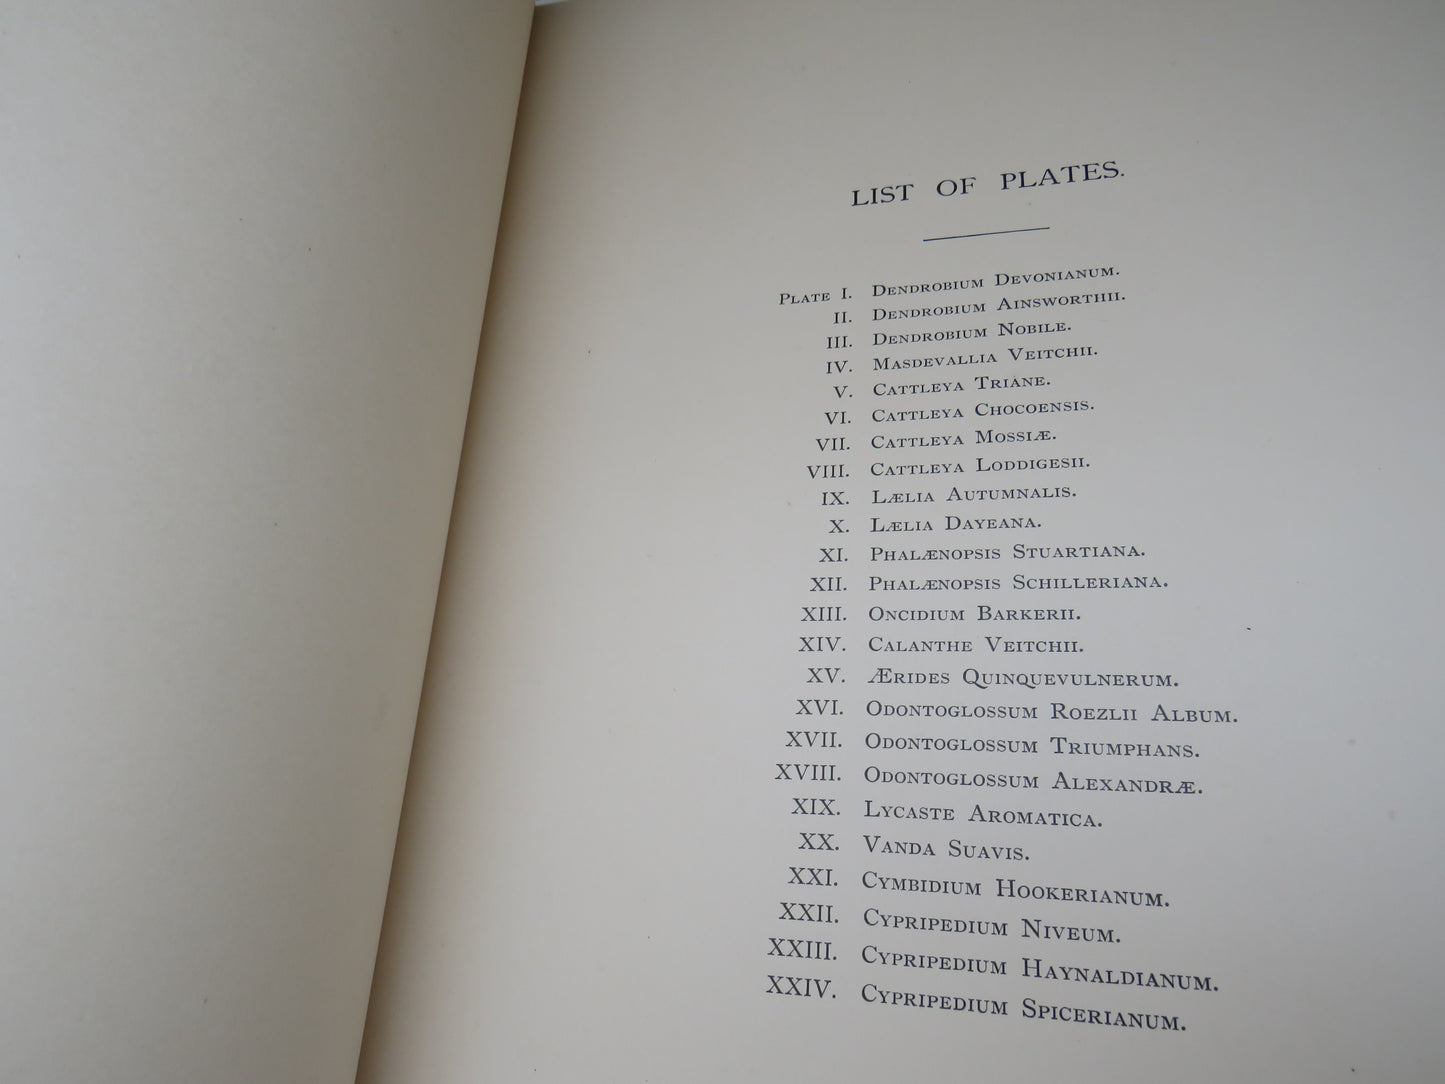 LIST OF PLATES.
PLATE I. DENDROBIUM DEVONIANUM.
II. DENDROBIUM AINSWORTHII.
III. DENDROBIUM NOBILE.
IV. MASDEVALLIA VEITCHII.
V. CATTLEYA TRIANE.
VI. CATTLEYA CHOCOENSIS.
VII. CATTLEYA MOSSIÆ.
VIII. CATTLEYA LODDIGESII.
IX. LÆLIA AUTUMNALIS.
X. LÆLIA DAYEANA.
XI. PHALÆNOPSIS STUARTIANA.
XII. PHALÆNOPSIS SCHILLERIANA.
XIII. ONCIDIUM BARKERII.
XIV. CALANTHE VEITCHII.
XV. ÆRIDES QUINQUEVULNERUM.
XVI. ODONTOGLOSSUM ROEZLII ALBUM.
XVII. ODONTOGLOSSUM TRIUMPHANS.
XVIII. ODONTOGLOSSUM ALEXANDRÆ.
XIX. LYCASTE AROMATICA.
XX. VANDA SUAVIS.
XXI. CYMBIDIUM HOOKERIANUM.
XXII. CYPRIPEDIUM NIVEUM.
XXIII. CYPRIPEDIUM HAYNALDIANUM.
XXIV. CYPRIPEDIUM SPICERIANUM.